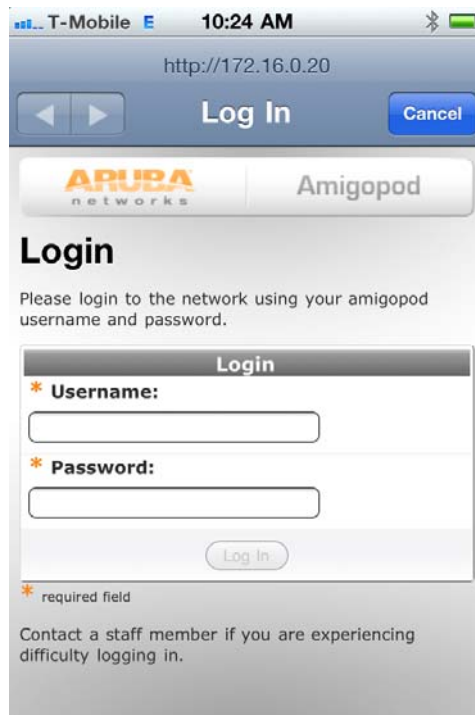 T-Mobile E 10:24 AM
http://172.16.0.20
Log In
Cancel
ARUBA
networks
Amigopod
Login
Please login to the network using your amigopod
username and password.
Login
* Username:
* Password:
Log In
* required field
Contact a staff member if you are experiencing
difficulty logging in.